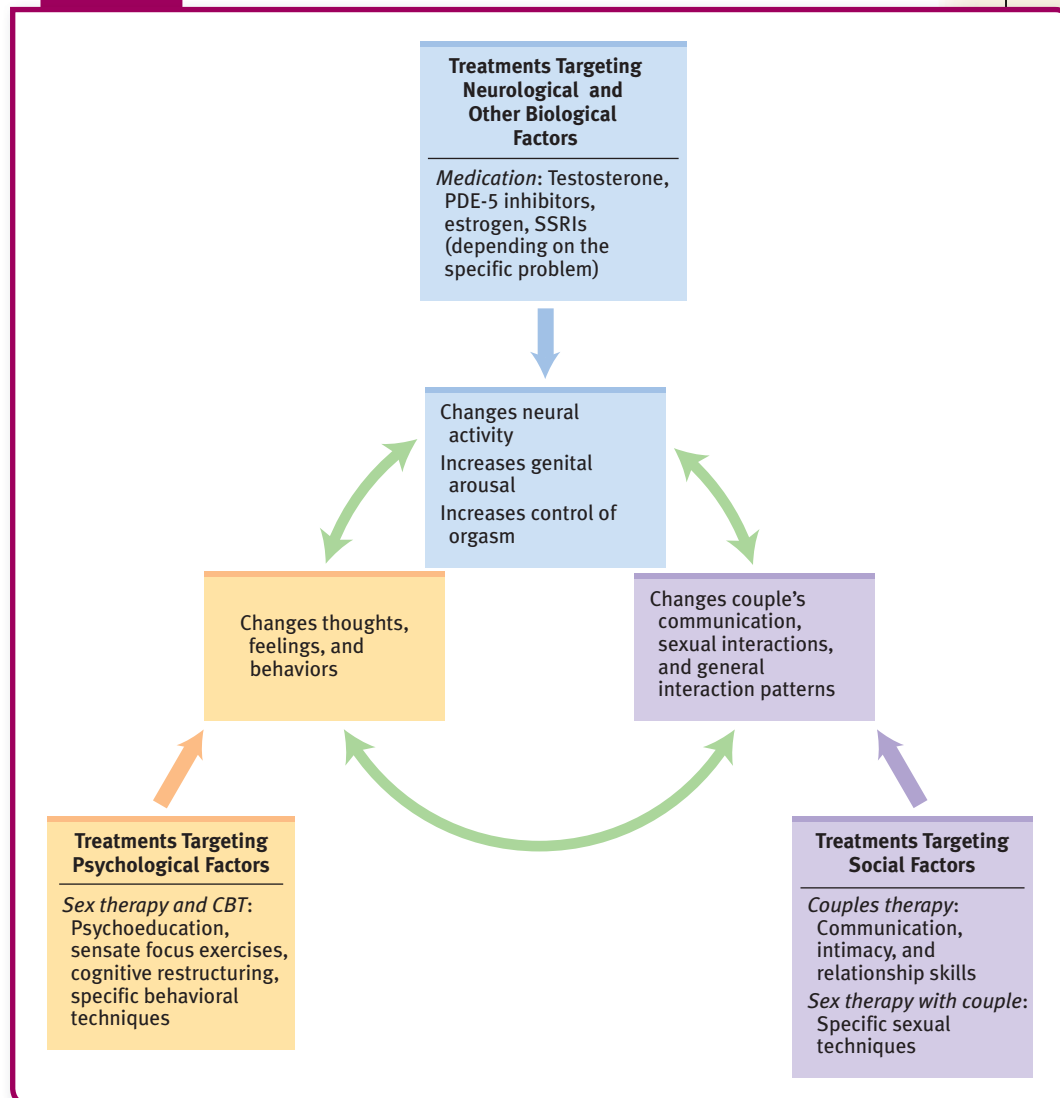 Treatments Targeting
Neurological and
Other Biological
Factors
Medication: Testosterone,
PDE-5 inhibitors,
estrogen, SSRIs
(depending on the
specific problem)
Changes neural
activity
Increases genital
arousal
Increases control of
orgasm
Changes thoughts,
feelings, and
behaviors
Changes couple’s
communication,
sexual interactions,
and general
interaction patterns
Treatments Targeting
Psychological Factors
Sex therapy and CBT:
Psychoeducation,
sensate focus exercises,
cognitive restructuring,
specific behavioral
techniques
Treatments Targeting
Social Factors
Couples therapy:
Communication,
intimacy, and
relationship skills
Sex therapy with couple:
Specific sexual
techniques